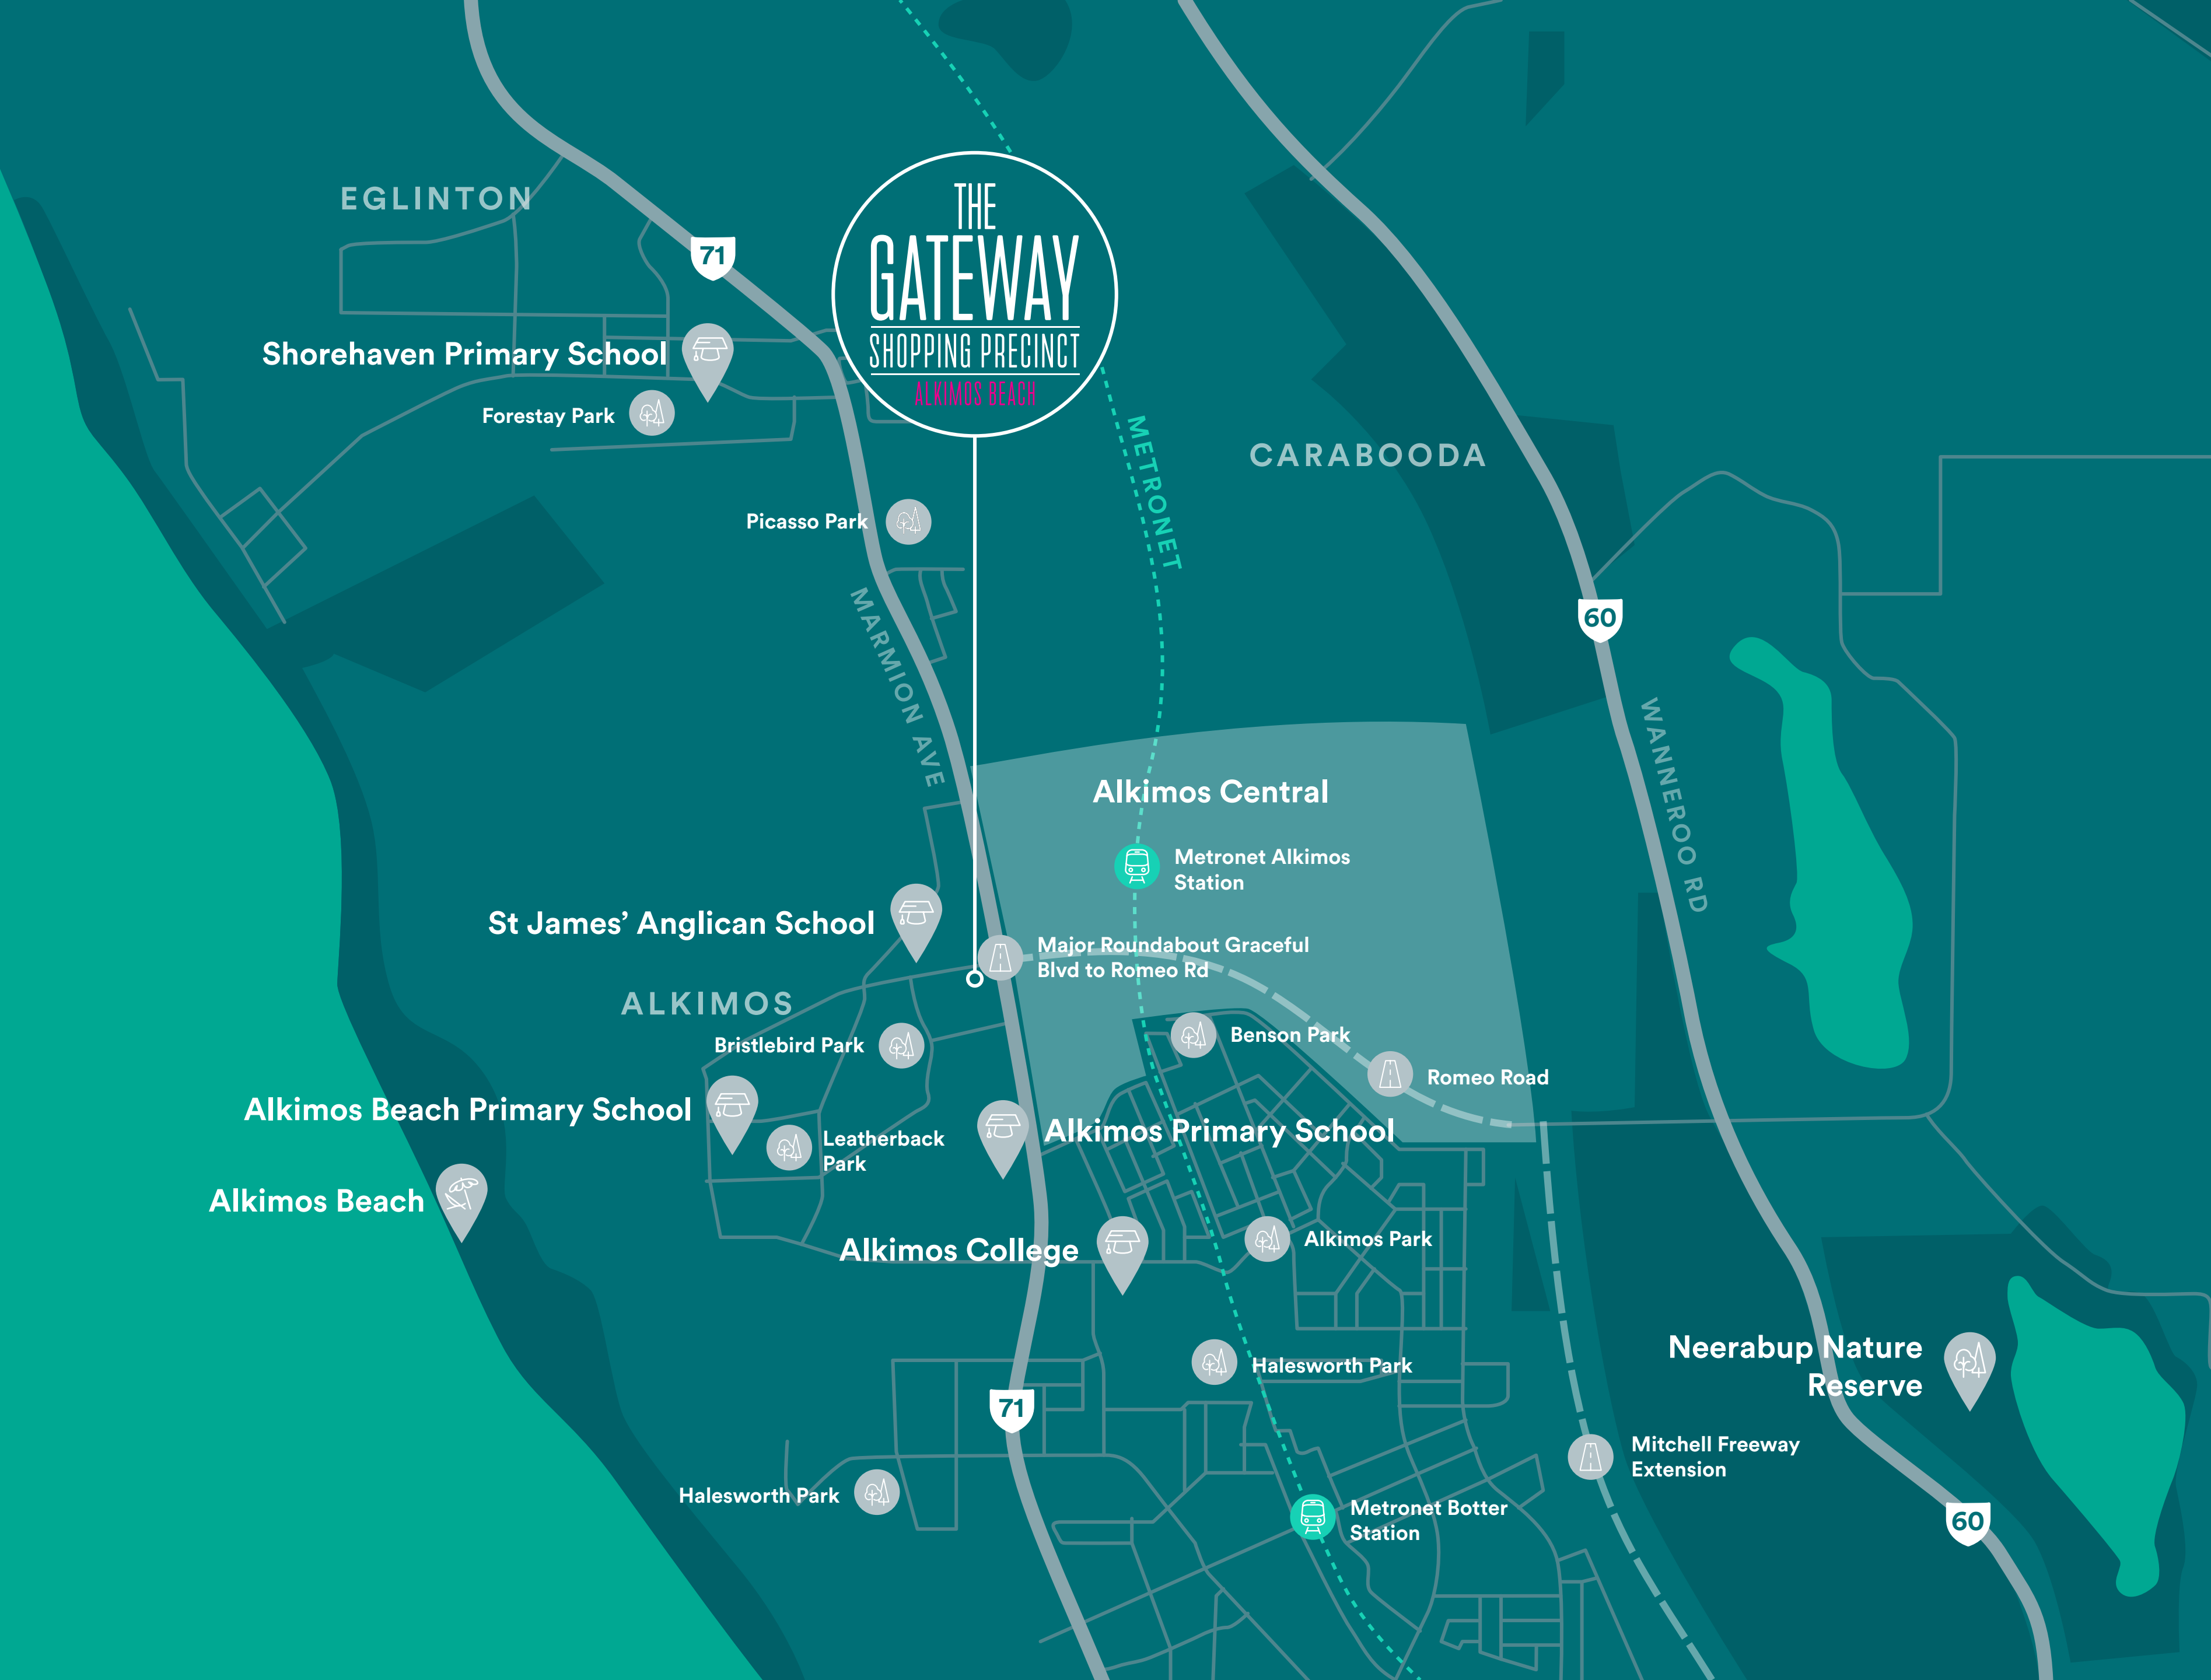 THE
GATEWAY
SHOPPING PRECINCT
ALKIMOS BEACH
EGLINTON
71
Shorehaven Primary School
Forestay Park
METRONET
CARABOODA
Picasso Park
MARMION AVE
60
WANNEROO RD
Alkimos Central
Metronet Alkimos
Station
St James’ Anglican School
Major Roundabout Graceful
Blvd to Romeo Rd
ALKIMOS
Bristlebird Park
Benson Park
Romeo Road
Alkimos Beach Primary School
Leatherback
Park
Alkimos Primary School
Alkimos Beach
Alkimos College
Alkimos Park
Halesworth Park
Neerabup Nature
Reserve
71
Mitchell Freeway
Extension
Halesworth Park
Metronet Botter
Station
60